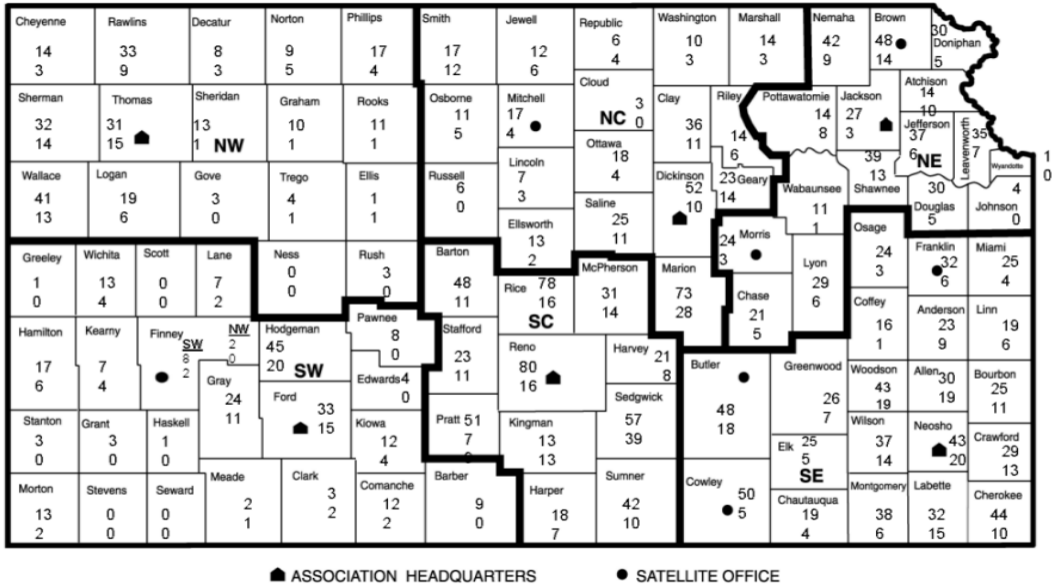 Cheyenne Rawlins Decatur Norton Phillips Smith Jewell Republic Washington Marshall Nemaha Brown 30 Doniphan
14 33 8 9 17 17 12 6 10 14 42 48
3 9 3 5 4 12 6 4 3 3 9 14 5
Sherman Thomas Sheridan Graham Rooks Osborne Mitchell Cloud Clay Riley Pottawatomie Jackson Atchison
32 31 13 10 11 11 17 3 36 14 14 27 14
14 15 1 1 1 5 4 0 11 6 8 3 10
NW NC
Jefferson Leavenworth Wyandotte
37 35 1
6 7 0
NE
Wallace Logan Gove Trego Ellis Russell Lincoln Ottawa Dickinson Geary Wabaunsee Shawnee Douglas Johnson
41 19 3 4 1 6 7 18 52 23 11 39 30 4
13 6 0 1 1 0 3 4 10 14 1 13 5 0
Ellsworth Saline Morris Osage Franklin Miami
13 25 24 24 32 25
2 11 3 3 6 4
Greeley Wichita Scott Lane Ness Rush Barton Rice McPherson Marion Chase Lyon
1 13 0 7 0 3 48 78 31 73 21 29
0 4 0 2 0 0 11 16 14 28 5 6
SC
Coffey Anderson Linn
16 23 19
1 9 6
Hamilton Kearny Finney SW NW Hodgeman Pawnee Stafford Reno Harvey Butler Greenwood Woodson Allen Bourbon
17 7 8 2 45 8 23 80 21 48 26 43 30 25
6 4 2 0 20 0 11 16 8 18 7 19 19 11
SW
Gray Ford Edwards Sedgwick
24 33 4 57
11 15 0 39
Stanton Grant Haskell Kiowa Pratt Kingman Elk Wilson Neosho Crawford
3 3 1 12 51 13 25 37 43 29
0 0 0 4 7 13 5 14 20 13
SE
Morton Stevens Seward Meade Clark Comanche Barber Harper Sumner Cowley Chautauqua Montgomery Labette Cherokee
13 0 0 2 3 12 9 18 42 50 19 38 32 44
2 0 0 1 2 2 0 7 10 5 4 6 15 10
ASSOCIATION HEADQUARTERS SATELLITE OFFICE